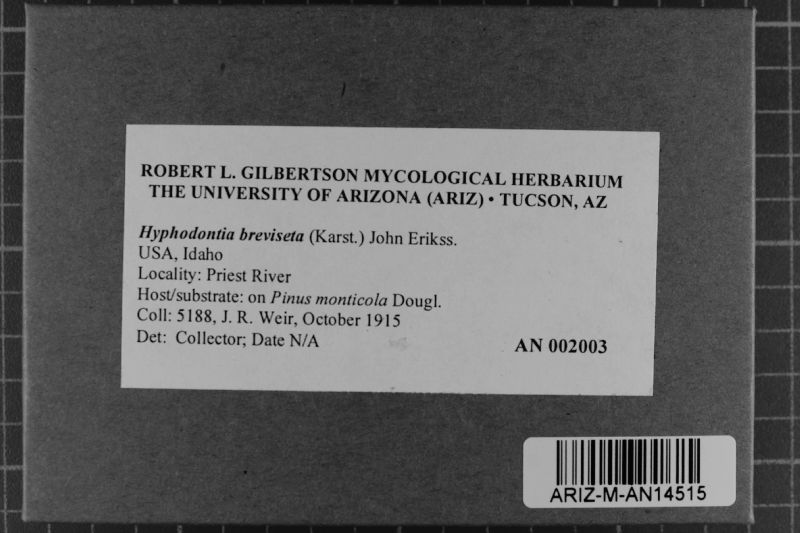 ROBERT L. GILBERTSON MYCOLOGICAL HERBARIUM
THE UNIVERSITY OF ARIZONA (ARIZ) • TUCSON, AZ
Hyphodontia breviseta (Karst.) John Erikss.
USA, Idaho
Locality: Priest River
Host/substrate: on Pinus monticola Dougl.
Coll: 5188, J. R. Weir, October 1915
Det: Collector; Date N/A
AN 002003
ARIZ-M-AN14515